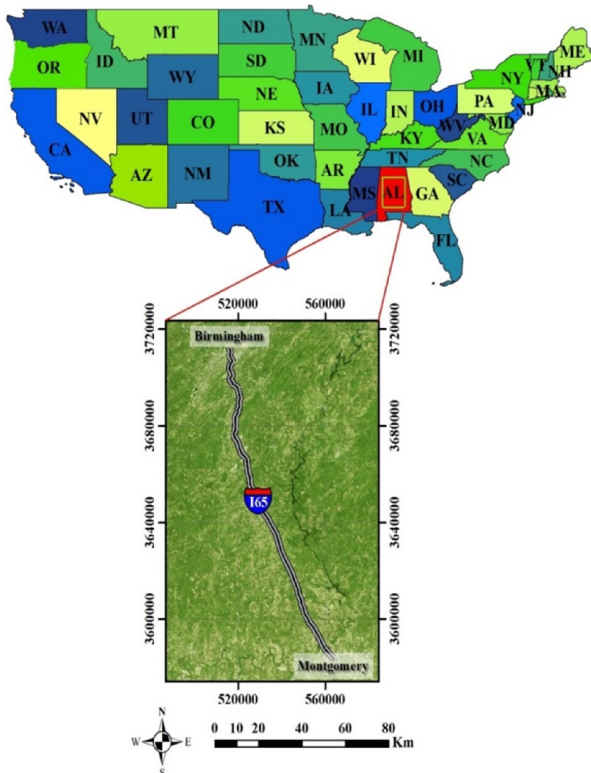 WA
MT
ND
MN
ME
OR
ID
SD
WI
MI
VT
NH
NY
WY
MA
NE
IA
PA
NV
UT
CO
IL
IN
OH
NJ
MD
CA
KS
MO
KY
WV
VA
AZ
NM
OK
AR
TN
NC
TX
LA
MS
AL
GA
SC
FL
520000 560000
3720000 3720000
Birmingham
3680000 3680000
I65
3640000 3640000
3600000 3600000
Montgomery
520000 560000
N
W E
S
0 10 20 40 60 80
Km